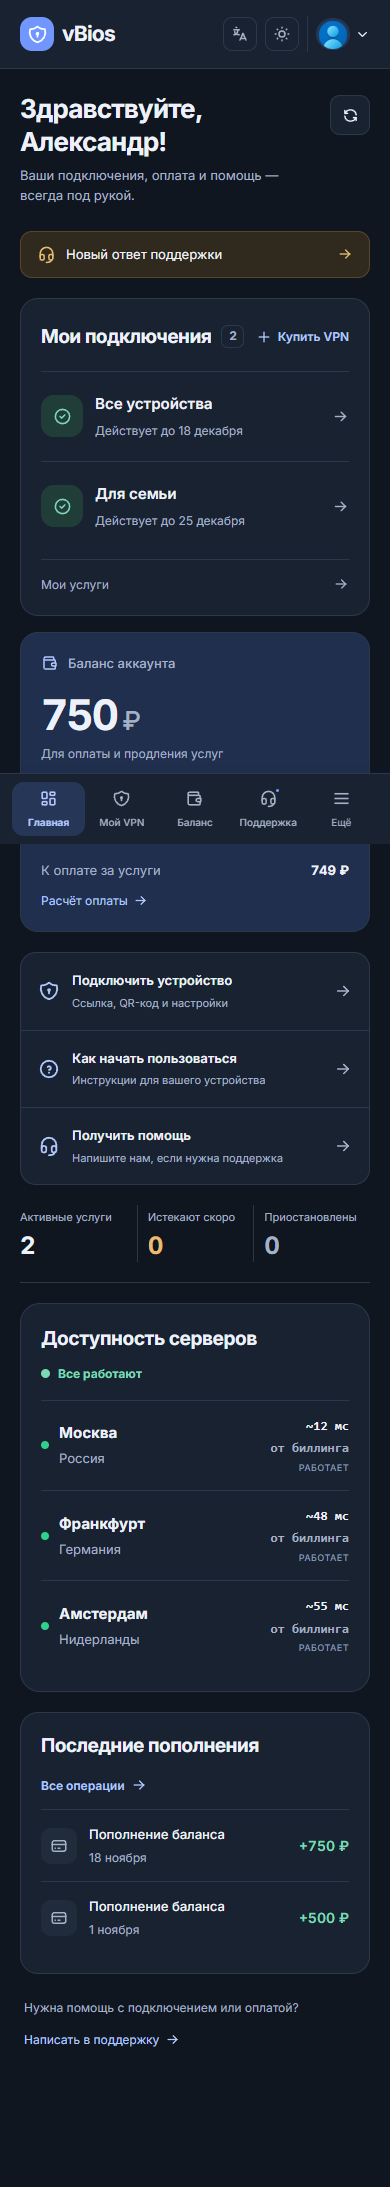 vBios
Здравствуйте,
Александр!
Ваши подключения, оплата и помощь —
всегда под рукой.
Новый ответ поддержки
Мои подключения 2 Купить VPN
Все устройства
Действует до 18 декабря
Для семьи
Действует до 25 декабря
Мои услуги
Баланс аккаунта
750 ₽
Для оплаты и продления услуг
Главная Мой VPN Баланс Поддержка Ещё
К оплате за услуги 749 ₽
Расчёт оплаты
Подключить устройство
Ссылка, QR-код и настройки
Как начать пользоваться
Инструкции для вашего устройства
Получить помощь
Напишите нам, если нужна поддержка
Активные услуги Истекают скоро Приостановлены
2 0 0
Доступность серверов
Все работают
Москва ~12 мс
Россия от биллинга
РАБОТАЕТ
Франкфурт ~48 мс
Германия от биллинга
РАБОТАЕТ
Амстердам ~55 мс
Нидерланды от биллинга
РАБОТАЕТ
Последние пополнения
Все операции
Пополнение баланса +750 ₽
18 ноября
Пополнение баланса +500 ₽
1 ноября
Нужна помощь с подключением или оплатой?
Написать в поддержку